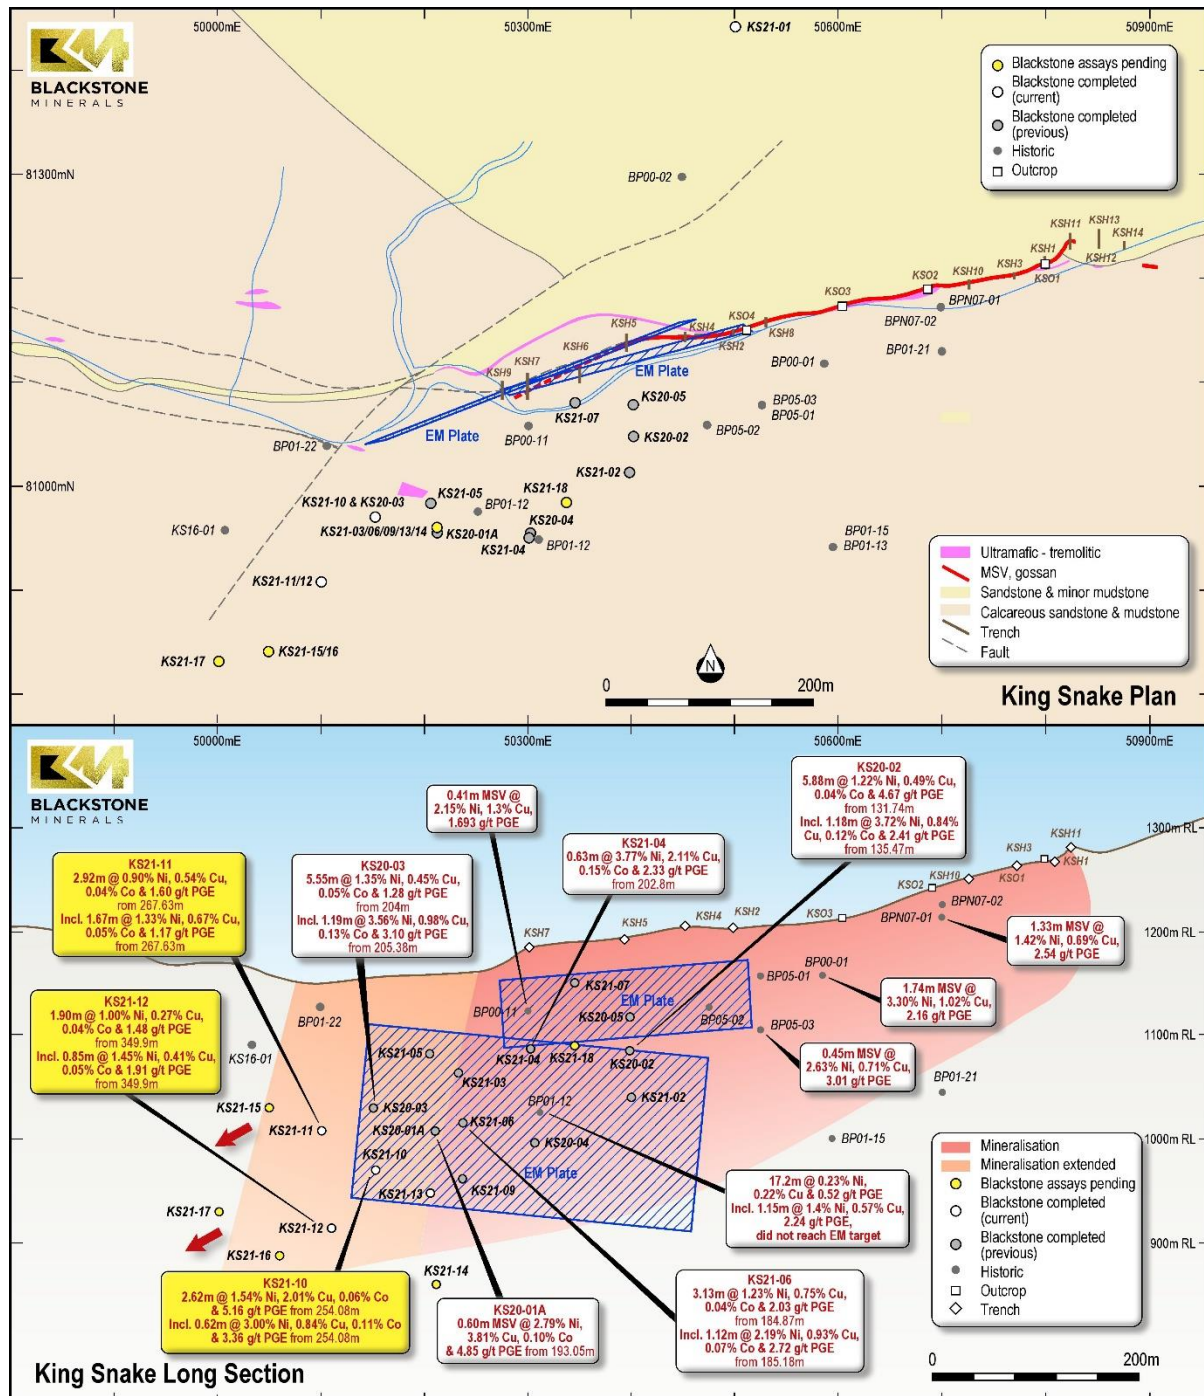 50000mE
50300mE
KS21-01
50600mE
50900mE
BLACKSTONE
MINERALS
Blackstone assays pending
Blackstone completed
(current)
Blackstone completed
(previous)
Historic
Outcrop
81300mN
BP00-02
KSH11
KSH13
KSH14
KSH1
KSH12
KSO1
KSH3
KSH10
KSO2
BPN07-01
BPN07-02
KSO3
KSO4
KSH8
KSH4
KSH2
KSH5
KSH6
KSH7
KSH9
BP01-21
BP00-01
EM Plate
EM Plate
KS21-07
KS20-05
BP05-03
BP05-01
BP00-11
BP05-02
KS20-02
BP01-22
KS21-02
81000mN
KS21-10 & KS20-03
KS21-05
KS21-18
BP01-12
KS16-01
KS21-03/06/09/13/14
KS20-01A
KS20-04
KS21-04
BP01-12
BP01-15
BP01-13
KS21-11/12
KS21-17
KS21-15/16
Ultramafic - tremolitic
MSV, gossan
Sandstone & minor mudstone
Calcareous sandstone & mudstone
Trench
Fault
N
0
200m
King Snake Plan
50000mE
50300mE
50600mE
50900mE
BLACKSTONE
MINERALS
KS20-02
5.88m @ 1.22% Ni, 0.49% Cu,
0.04% Co & 4.67 g/t PGE
from 131.74m
Incl. 1.18m @ 3.72% Ni, 0.84%
Cu, 0.12% Co & 2.41 g/t PGE
from 135.47m
0.41m MSV @
2.15% Ni, 1.3% Cu,
1.693 g/t PGE
KS21-04
0.63m @ 3.77% Ni, 2.11% Cu,
0.15% Co & 2.33 g/t PGE
from 202.8m
KS21-11
2.92m @ 0.90% Ni, 0.54% Cu,
0.04% Co & 1.60 g/t PGE
rom 267.63m
Incl. 1.67m @ 1.33% Ni, 0.67% Cu,
0.05% Co & 1.17 g/t PGE
from 267.63m
KS20-03
5.55m @ 1.35% Ni, 0.45% Cu,
0.05% Co & 1.28 g/t PGE
from 204m
Incl. 1.19m @ 3.56% Ni, 0.98% Cu,
0.13% Co & 3.10 g/t PGE
from 205.38m
1300m RL
KSH11
KSH3
KSH1
KSO1
KSH10
KSO2
BPN07-02
BPN07-01
KSO3
KSH2
KSH4
KSH5
KSH7
1200m RL
1.33m MSV @
1.42% Ni, 0.69% Cu,
2.54 g/t PGE
BP00-01
BP05-01
1.74m MSV @
3.30% Ni, 1.02% Cu,
2.16 g/t PGE
KS21-12
1.90m @ 1.00% Ni, 0.27% Cu,
0.04% Co & 1.48 g/t PGE
from 349.9m
Incl. 0.85m @ 1.45% Ni, 0.41% Cu,
0.05% Co & 1.91 g/t PGE
from 349.9m
KS21-07
EM Plate
BP00-11
KS20-05
BP05-02
BP05-03
BP01-22
KS16-01
1100m RL
KS21-05
KS21-04
KS21-18
KS20-02
0.45m MSV @
2.63% Ni, 0.71% Cu,
3.01 g/t PGE
KS21-03
KS21-02
BP01-21
KS21-15
KS20-03
BP01-12
KS21-11
KS20-01A
KS21-06
KS20-04
BP01-15
1000m RL
KS21-10
EM Plate
KS21-13
KS21-09
KS21-17
KS21-12
KS21-16
KS21-14
17.2m @ 0.23% Ni,
0.22% Cu & 0.52 g/t PGE
Incl. 1.15m @ 1.4% Ni, 0.57% Cu,
2.24 g/t PGE,
did not reach EM target
900m RL
Mineralisation
Mineralisation extended
Blackstone assays pending
Blackstone completed
(current)
Blackstone completed
(previous)
Historic
Outcrop
Trench
KS21-10
2.62m @ 1.54% Ni, 2.01% Cu, 0.06% Co
& 5.16 g/t PGE from 254.08m
Incl. 0.62m @ 3.00% Ni, 0.84% Cu, 0.11% Co
& 3.36 g/t PGE from 254.08m
KS20-01A
0.60m MSV @ 2.79% Ni,
3.81% Cu, 0.10% Co
& 4.85 g/t PGE from 193.05m
KS21-06
3.13m @ 1.23% Ni, 0.75% Cu,
0.04% Co & 2.03 g/t PGE
from 184.87m
Incl. 1.12m @ 2.19% Ni, 0.93% Cu,
0.07% Co & 2.72 g/t PGE
from 185.18m
King Snake Long Section
0
200m